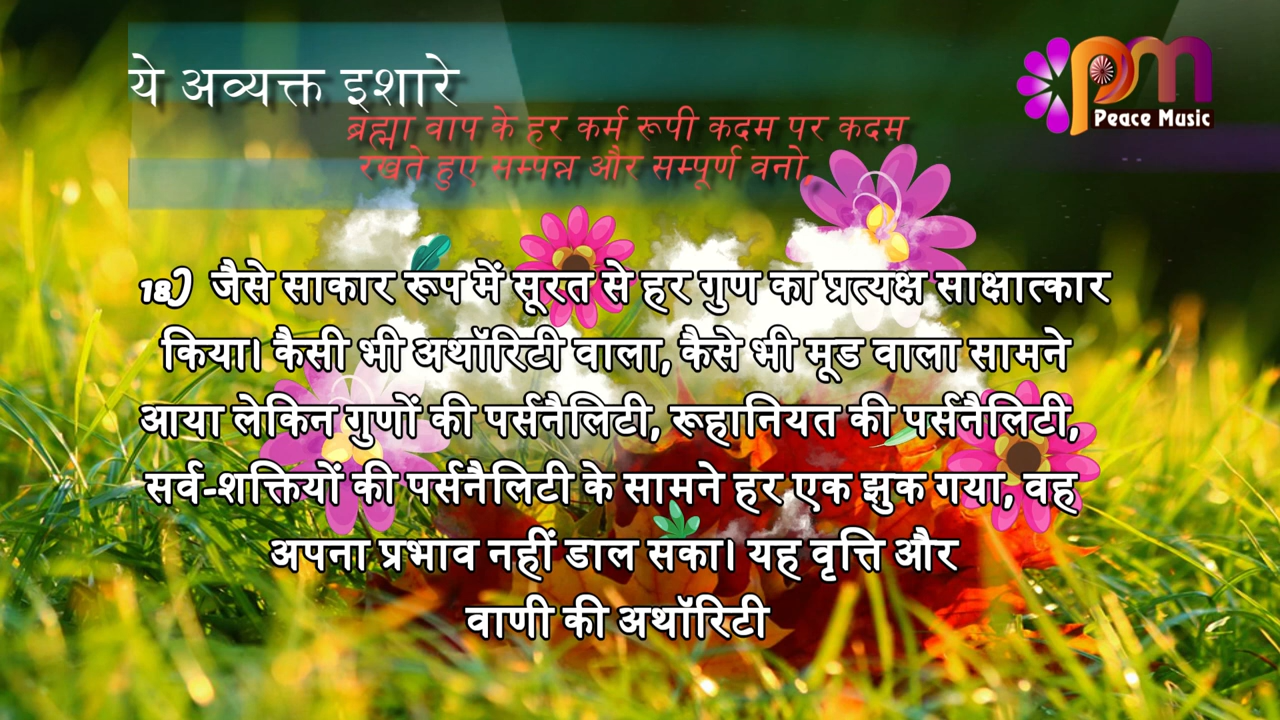 ये अव्यक्त इशारे
ब्रह्मा वाप के हर कर्म रूपी कदम पर कदम
रखते हुए सम्पन्न और सम्पूर्ण वनो,
Peace Music
18) जैसे साकार रूप में सूरत से हर गुण का प्रत्यक्ष साक्षात्कार
किया। कैसी भी अथॉरिटी वाला, कैसे भी मूड वाला सामने
आया लेकिन गुणों की पर्सनैलिटी, रूहानियत की पर्सनैलिटी,
सर्व-शक्तियों की पर्सनैलिटी के सामने हर एक झुक गया, वह
अपना प्रभाव नहीं डाल सका। यह वृत्ति और
वाणी की अथॉरिटी